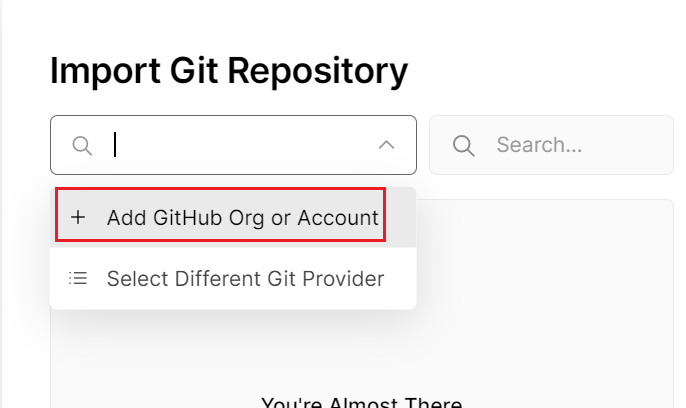 Import Git Repository
Search...
Add GitHub Org or Account
Select Different Git Provider
You're Almost There